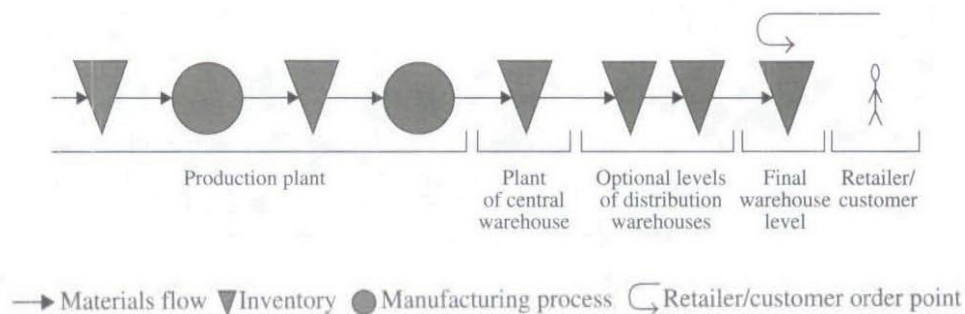 Production plant
Plant
of central
warehouse
Optional levels
of distribution
warehouses
Final
warehouse
level
Retailer/
customer
Materials flow Inventory Manufacturing process Retailer/customer order point